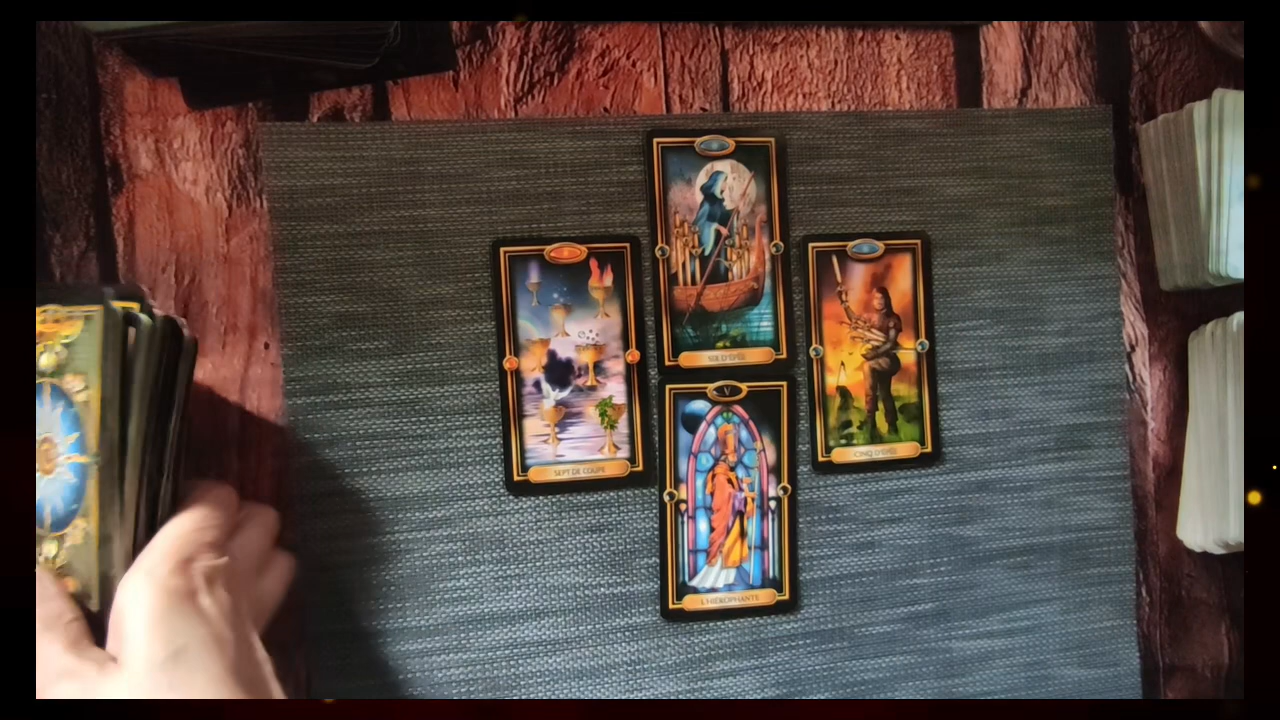 SIX D'ÉPÉE
SEPT DE COUPE
CINQ D'ÉPÉE
V
L'HIÉROPHANTE